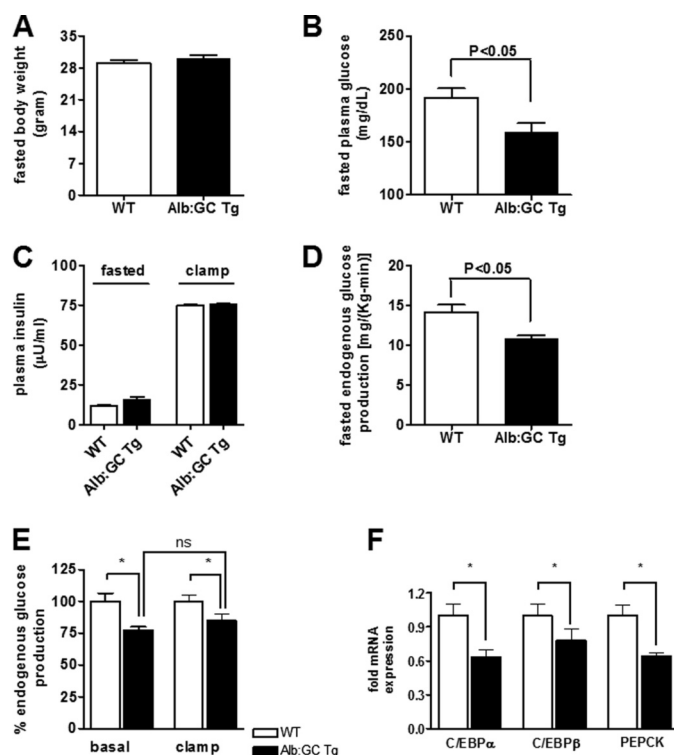 A
fasted body weight
(gram)
35
28
21
14
7
0
WT
Alb:GC Tg
B
fasted plasma glucose
(mg/dL)
P<0.05
250
200
150
100
WT
Alb:GC Tg
C
plasma insulin
(µU/ml)
fasted
clamp
100
75
50
25
0
WT
Alb:GC Tg
WT
Alb:GC Tg
D
fasted endogenous glucose
production [mg/(Kg-min)]
P<0.05
20
15
10
5
0
WT
Alb:GC Tg
E
% endogenous glucose
production
ns
*
*
125
100
75
50
25
0
basal
clamp
WT
Alb:GC Tg
F
fold mRNA
expression
*
*
*
1.2
0.9
0.6
0.3
0.0
C/EBPα
C/EBPβ
PEPCK